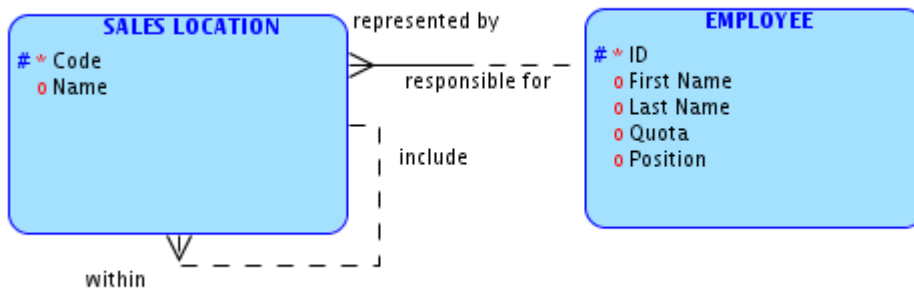 SALES LOCATION
# * Code
o Name
represented by
responsible for
include
within
EMPLOYEE
# * ID
o First Name
o Last Name
o Quota
o Position